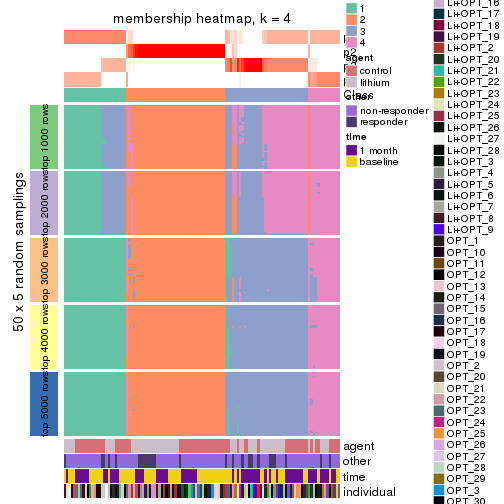 membership heatmap, k = 4
p2
Class
50 x 5 random samplings
top 1000 rows
top 2000 rows
top 3000 rows
top 4000 rows
top 5000 rows
agent
other
time
individual
1
2
3
4
agent
control
lithium
other
non-responder
responder
time
1 month
baseline
Li+OPT_16
Li+OPT_17
Li+OPT_18
Li+OPT_19
Li+OPT_2
Li+OPT_20
Li+OPT_21
Li+OPT_22
Li+OPT_23
Li+OPT_24
Li+OPT_25
Li+OPT_26
Li+OPT_27
Li+OPT_28
Li+OPT_3
Li+OPT_4
Li+OPT_5
Li+OPT_6
Li+OPT_7
Li+OPT_8
Li+OPT_9
OPT_1
OPT_10
OPT_11
OPT_12
OPT_13
OPT_14
OPT_15
OPT_16
OPT_17
OPT_18
OPT_19
OPT_2
OPT_20
OPT_21
OPT_22
OPT_23
OPT_24
OPT_25
OPT_26
OPT_27
OPT_28
OPT_29
OPT_3
OPT_30